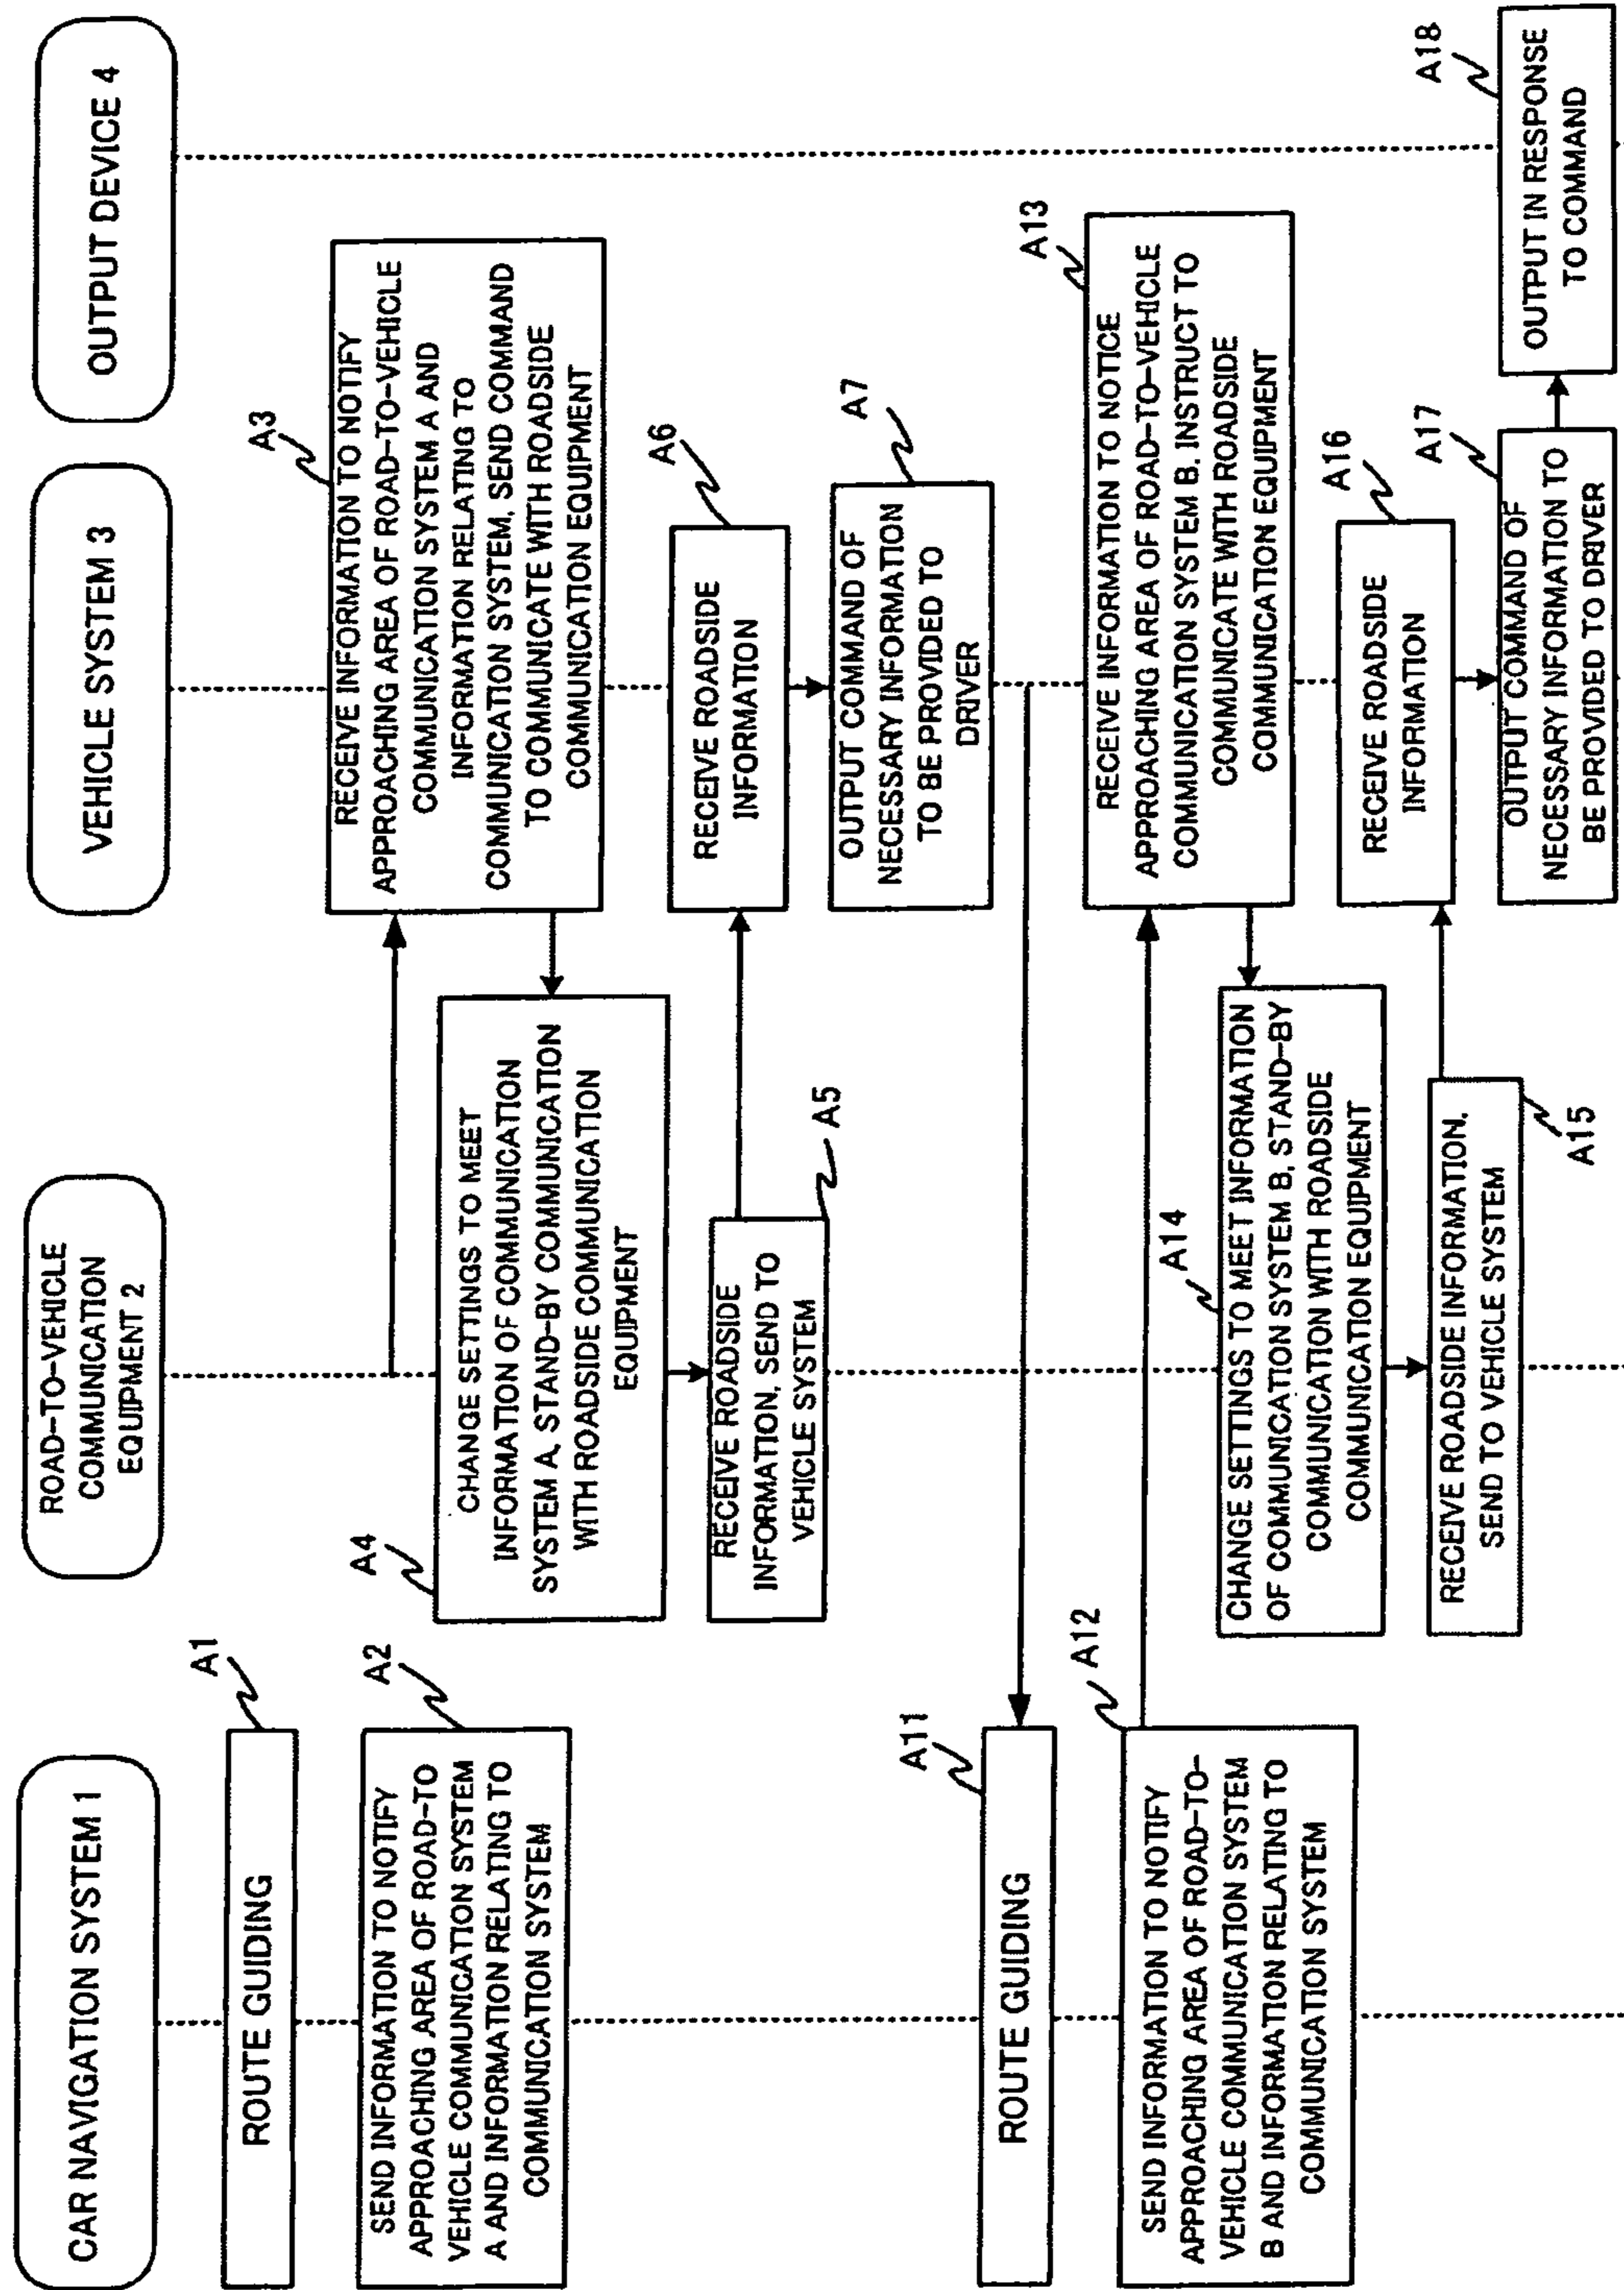 CAR NAVIGATION SYSTEM 1
ROAD-TO-VEHICLE
COMMUNICATION
EQUIPMENT 2
VEHICLE SYSTEM 3
OUTPUT DEVICE 4
A1
ROUTE GUIDING
A2
SEND INFORMATION TO NOTIFY
APPROACHING AREA OF ROAD-TO
VEHICLE COMMUNICATION SYSTEM
A AND INFORMATION RELATING TO
COMMUNICATION SYSTEM
A3
RECEIVE INFORMATION TO NOTIFY
APPROACHING AREA OF ROAD-TO-VEHICLE
COMMUNICATION SYSTEM A AND
INFORMATION RELATING TO
COMMUNICATION SYSTEM, SEND COMMAND
TO COMMUNICATE WITH ROADSIDE
COMMUNICATION EQUIPMENT
A4
CHANGE SETTINGS TO MEET
INFORMATION OF COMMUNICATION
SYSTEM A, STAND-BY COMMUNICATION
WITH ROADSIDE COMMUNICATION
EQUIPMENT
A5
RECEIVE ROADSIDE
INFORMATION, SEND TO
VEHICLE SYSTEM
A6
RECEIVE ROADSIDE
INFORMATION
A7
OUTPUT COMMAND OF
NECESSARY INFORMATION
TO BE PROVIDED TO
DRIVER
A11
ROUTE GUIDING
A12
SEND INFORMATION TO NOTIFY
APPROACHING AREA OF ROAD-TO-
VEHICLE COMMUNICATION SYSTEM
B AND INFORMATION RELATING TO
COMMUNICATION SYSTEM
A13
RECEIVE INFORMATION TO NOTICE
APPROACHING AREA OF ROAD-TO-VEHICLE
COMMUNICATION SYSTEM B, INSTRUCT TO
COMMUNICATE WITH ROADSIDE
COMMUNICATION EQUIPMENT
A14
CHANGE SETTINGS TO MEET INFORMATION
OF COMMUNICATION SYSTEM B, STAND-BY
COMMUNICATION WITH ROADSIDE
COMMUNICATION EQUIPMENT
A15
RECEIVE ROADSIDE INFORMATION,
SEND TO VEHICLE SYSTEM
A16
RECEIVE ROADSIDE
INFORMATION
A17
OUTPUT COMMAND OF
NECESSARY INFORMATION TO
BE PROVIDED TO DRIVER
A18
OUTPUT IN RESPONSE
TO COMMAND